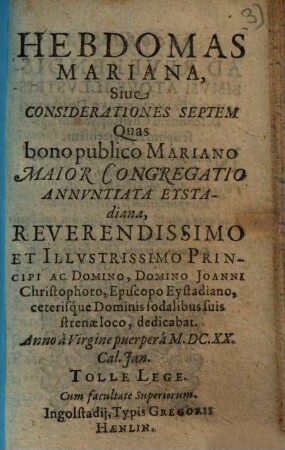 3)
HEBDOMAS
MARIANA,
Siue
CONSIDERATIONES SEPTEM
Quas
bono publico MARIANO
MAIOR CONGREGATIO
ANNVNTIATA EYSTA-
diana,
REVERENDISSIMO
ET ILLVSTRISSIMO PRIN-
CIPI AC DOMINO, DOMINO JOANNI
Christophoro, Episcopo Eystadiano,
ceterisque Dominis sodalibus suis
strenæ loco, dedicabat.
Anno à Virgine puerperâ M. DC. XX.
Cal. Jan.
TOLLE LEGE.
Cum facultate Superiorum.
Ingolstadij, Typis GREGORII
HÆNLIN.